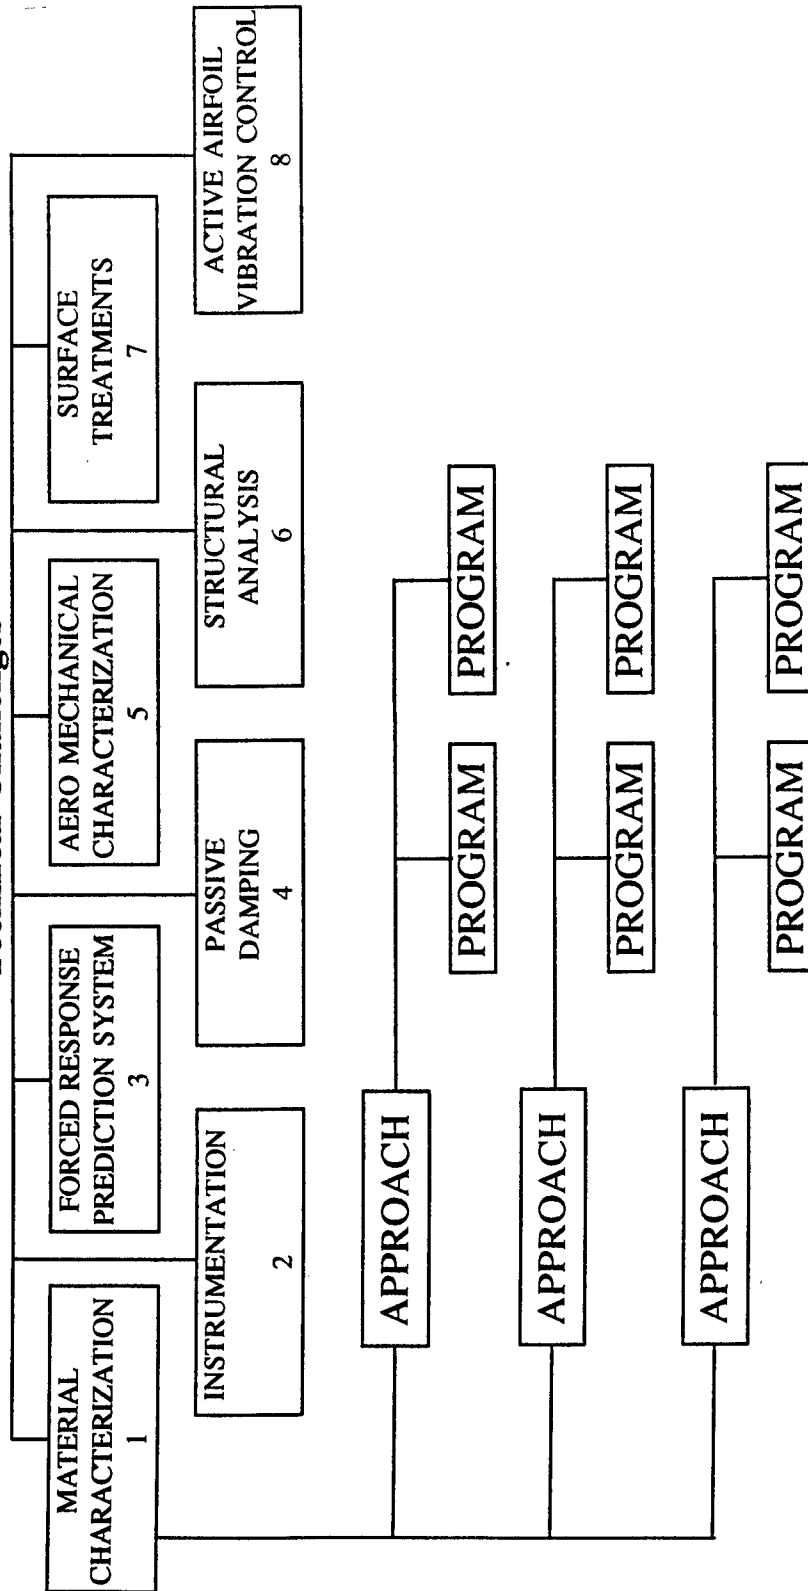 MATERIAL
CHARACTERIZATION
1
FORCED RESPONSE
PREDICTION SYSTEM
3
AERO MECHANICAL
CHARACTERIZATION
5
SURFACE
TREATMENTS
7
INSTRUMENTATION
2
PASSIVE
DAMPING
4
STRUCTURAL
ANALYSIS
6
ACTIVE AIRFOIL
VIBRATION CONTROL
8
APPROACH
PROGRAM
PROGRAM
APPROACH
PROGRAM
PROGRAM
APPROACH
PROGRAM
PROGRAM